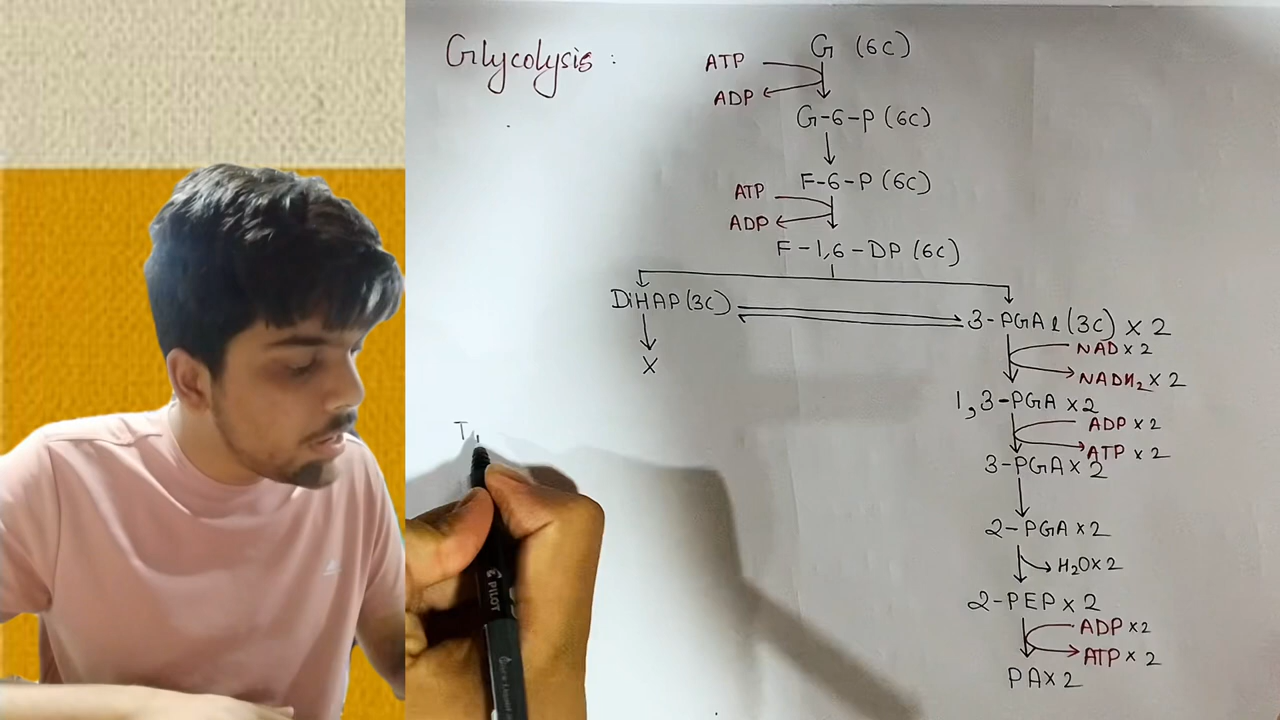 Glycolysis :
G (6C)
ATP
ADP
G-6-P (6C)
F-6-P (6C)
ATP
ADP
F-1,6-DP (6C)
DiHAP (3C)
3-PGAl (3C) × 2
X
NAD × 2
NADH₂ × 2
1,3-PGA × 2
ADP × 2
ATP × 2
3-PGA × 2
2-PGA × 2
H₂O × 2
2-PEP × 2
ADP × 2
ATP × 2
PA × 2
T
PILOT